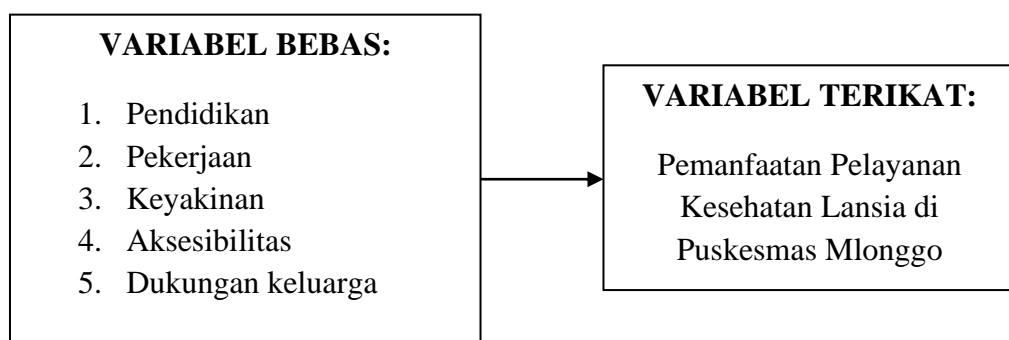 VARIABEL BEBAS:
1. Pendidikan
2. Pekerjaan
3. Keyakinan
4. Aksesibilitas
5. Dukungan keluarga
VARIABEL TERIKAT:
Pemanfaatan Pelayanan
Kesehatan Lansia di
Puskesmas Mlonggo